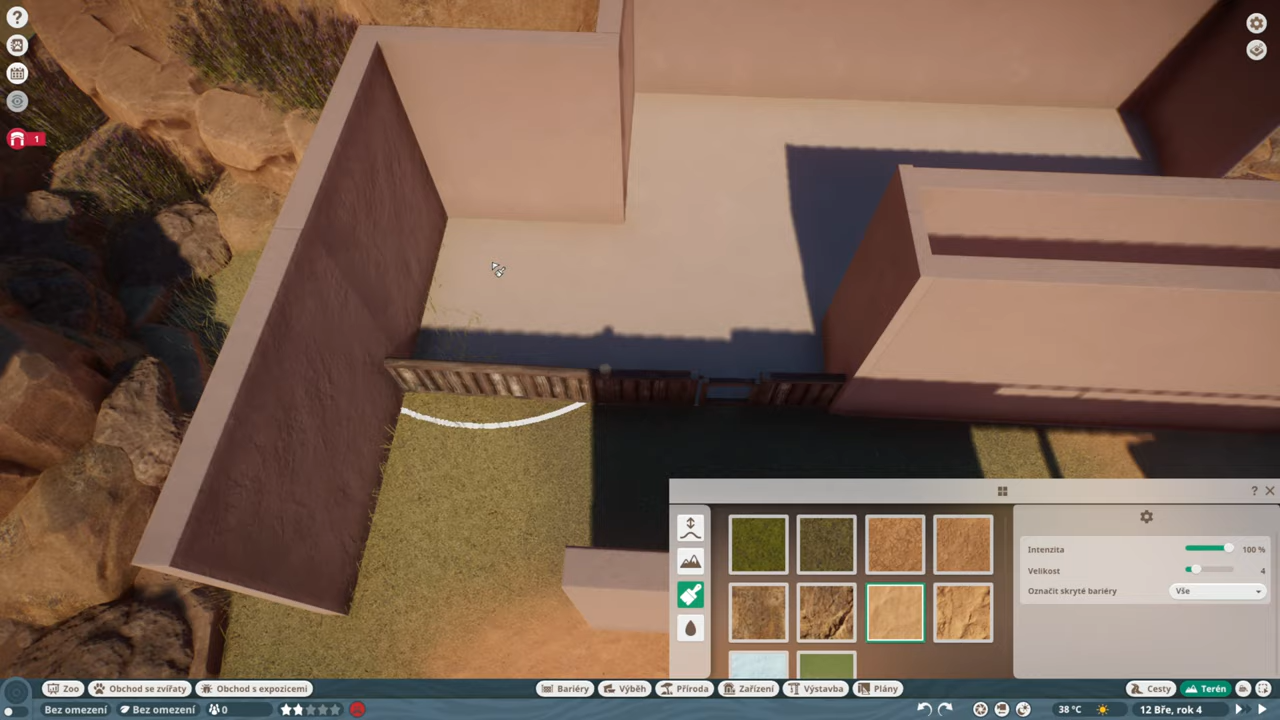 ?
1
? 
Intenzita 100 %
Velikost 4
Označit skryté bariéry Vše
Zoo Obchod se zvířaty Obchod s expozicemi Bariéry Výběh Příroda Zařízení Výstavba Plány Cesty Terén
Bez omezení Bez omezení 0 38 °C 12 Bře, rok 4